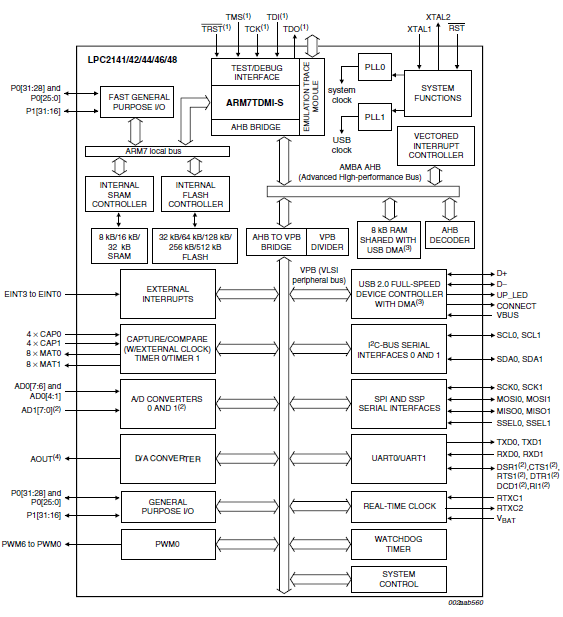 TMS(1) TDI(1)
TRST(1) TCK(1) TDO(1)
XTAL2
XTAL1 RST
LPC2141/42/44/46/48
P0[31:28] and
P0[25:0]
P1[31:16]
FAST GENERAL
PURPOSE I/O
TEST/DEBUG
INTERFACE
ARM7TDMI-S
AHB BRIDGE
EMULATION TRACE
MODULE
PLL0
system
clock
PLL1
USB
clock
SYSTEM
FUNCTIONS
VECTORED
INTERRUPT
CONTROLLER
ARM7 local bus
AMBA AHB
(Advanced High-performance Bus)
INTERNAL
SRAM
CONTROLLER
INTERNAL
FLASH
CONTROLLER
8 kB/16 kB/
32 kB
SRAM
32 kB/64 kB/128 kB/
256 kB/512 kB
FLASH
AHB TO VPB
BRIDGE
VPB
DIVIDER
8 kB RAM
SHARED WITH
USB DMA(3)
AHB
DECODER
VPB (VLSI
peripheral bus)
EINT3 to EINT0
EXTERNAL
INTERRUPTS
USB 2.0 FULL-SPEED
DEVICE CONTROLLER
WITH DMA(3)
D+
D−
UP_LED
CONNECT
VBUS
4 × CAP0
4 × CAP1
8 × MAT0
8 × MAT1
CAPTURE/COMPARE
(W/EXTERNAL CLOCK)
TIMER 0/TIMER 1
I2C-BUS SERIAL
INTERFACES 0 AND 1
SCL0, SCL1
SDA0, SDA1
AD0[7:6] and
AD0[4:1]
AD1[7:0](2)
A/D CONVERTERS
0 AND 1(2)
SPI AND SSP
SERIAL INTERFACES
SCK0, SCK1
MOSI0, MOSI1
MISO0, MISO1
SSEL0, SSEL1
AOUT(4)
D/A CONVERTER
UART0/UART1
TXD0, TXD1
RXD0, RXD1
DSR1(2),CTS1(2),
RTS1(2), DTR1(2)
DCD1(2),RI1(2)
P0[31:28] and
P0[25:0]
P1[31:16]
GENERAL
PURPOSE I/O
REAL-TIME CLOCK
RTXC1
RTXC2
VBAT
PWM6 to PWM0
PWM0
WATCHDOG
TIMER
SYSTEM
CONTROL
002aab560